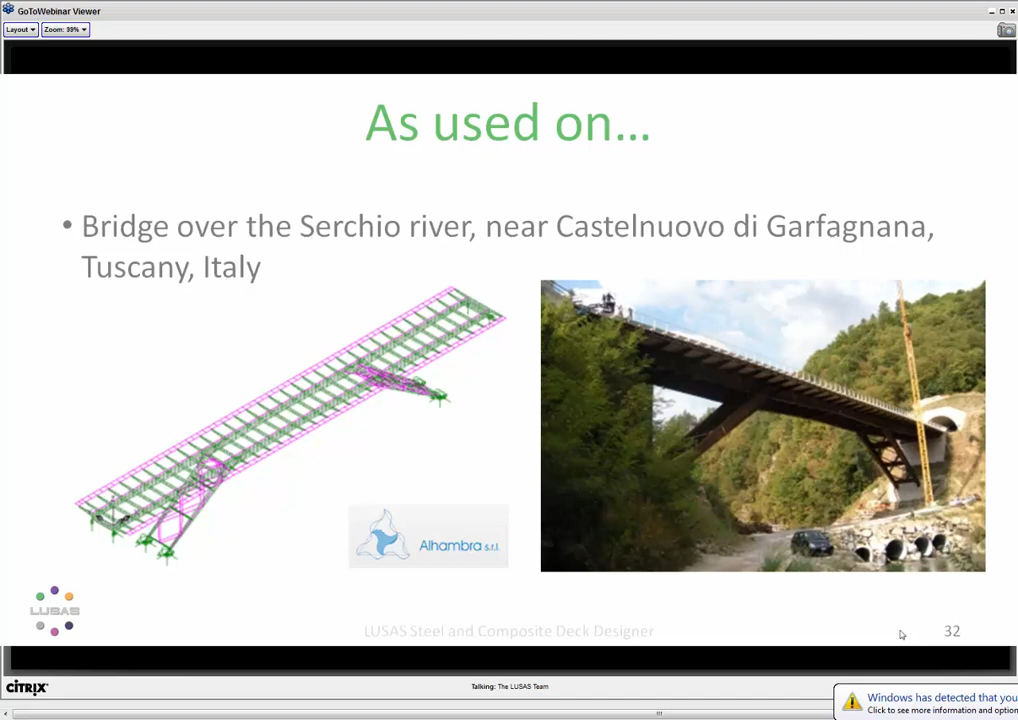 GoToWebinar Viewer
Layout
Zoom: 99%
As used on...
• Bridge over the Serchio river, near Castelnuovo di Garfagnana,
Tuscany, Italy
Alhambra s.r.l.
LUSAS
LUSAS Steel and Composite Deck Designer
32
CITRIX
Talking: The LUSAS Team
Windows has detected that you
Click to see more information and option